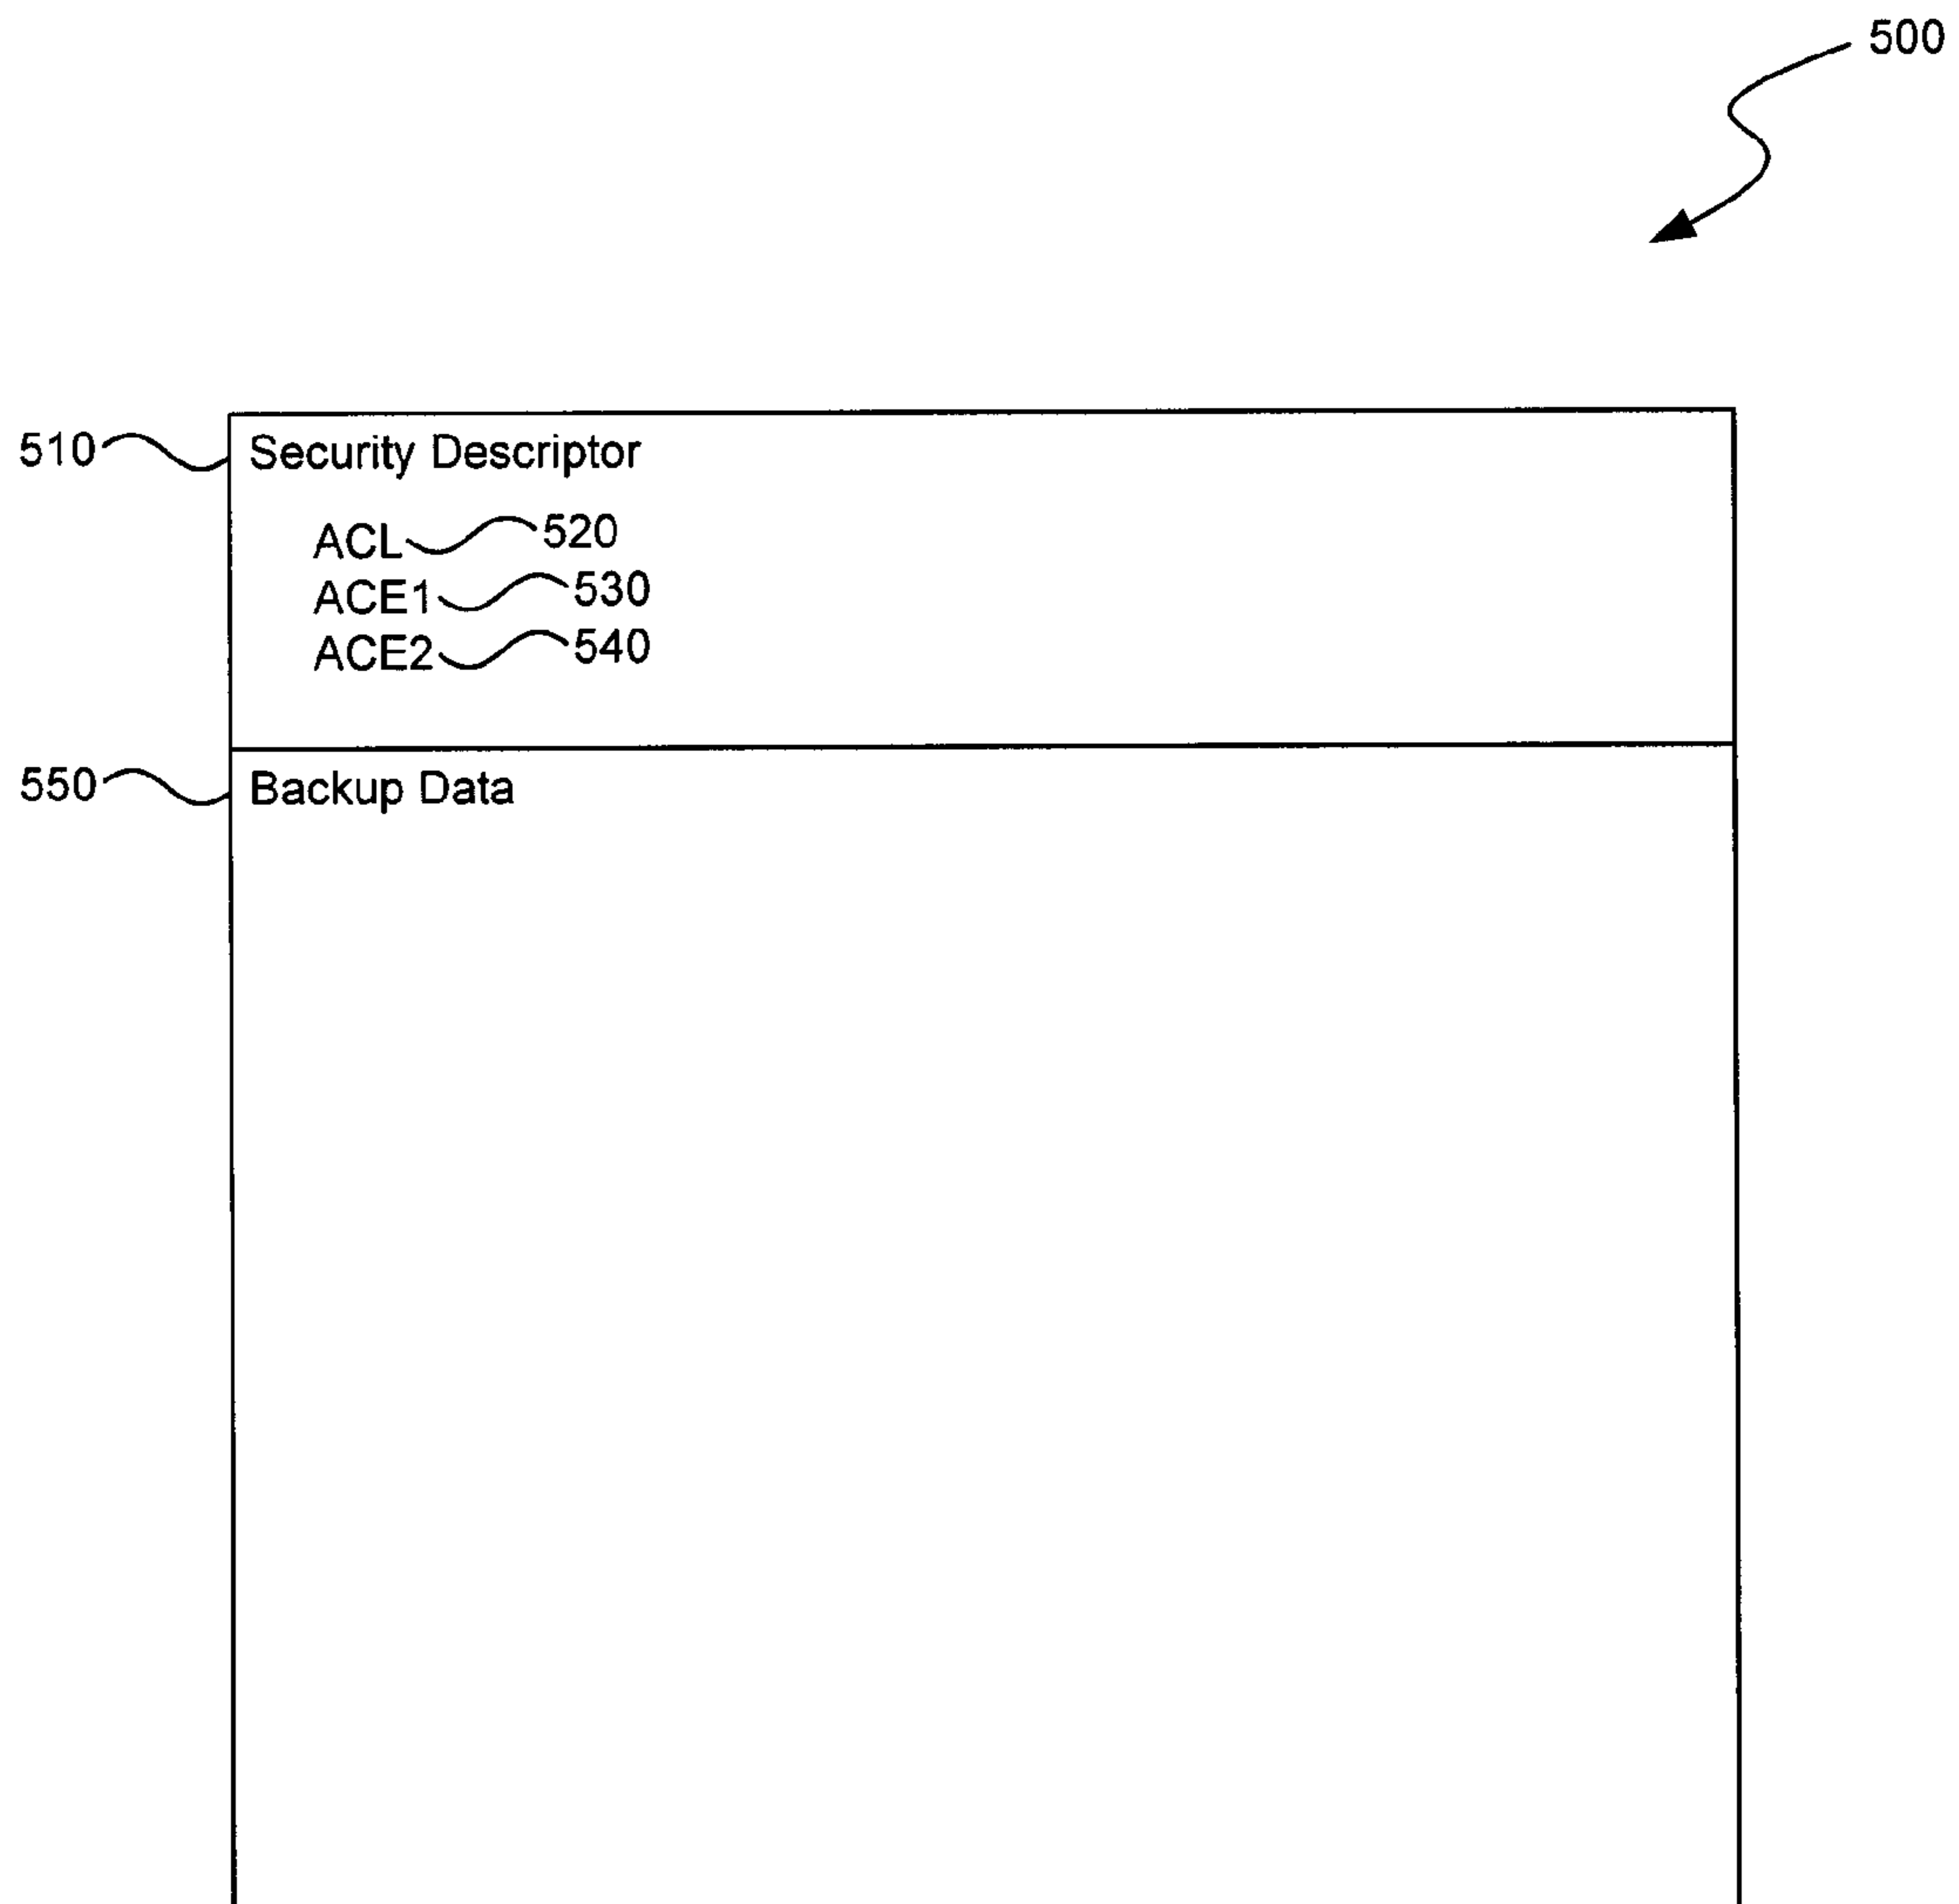 500
510 Security Descriptor
ACL 520
ACE1 530
ACE2 540
550 Backup Data